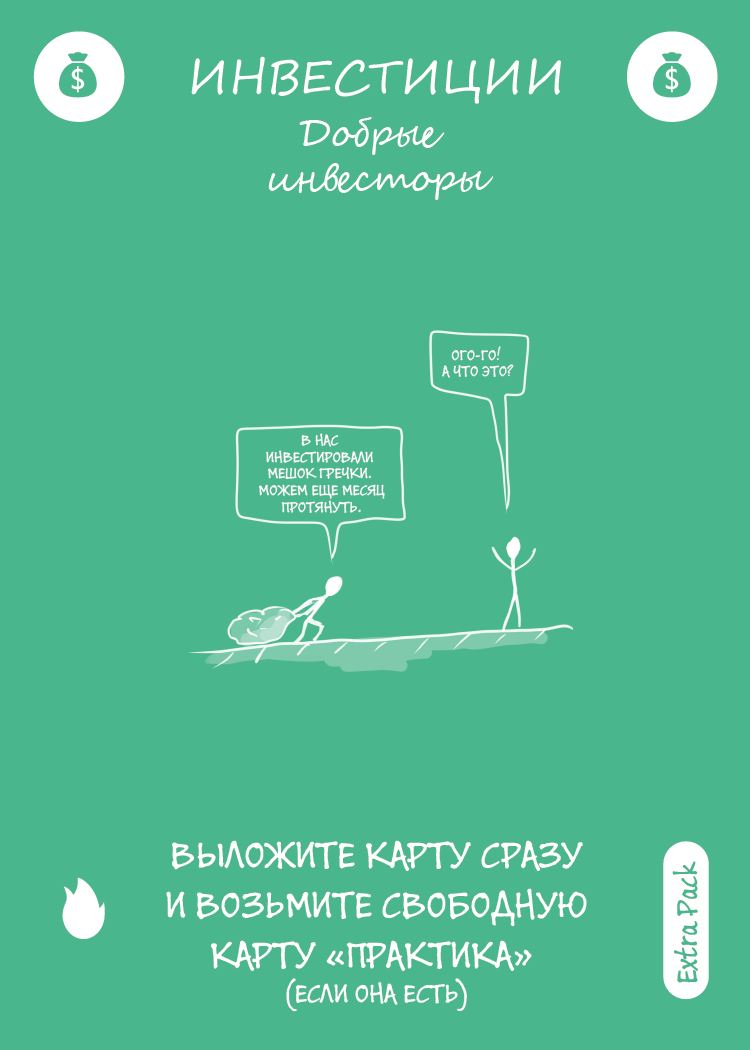 $
ИНВЕСТИЦИИ
$
Добрые
инвесторы
ОГО-ГО!
А ЧТО ЭТО?
В НАС
ИНВЕСТИРОВАЛИ
МЕШОК ГРЕЧКИ.
МОЖЕМ ЕЩЕ МЕСЯЦ
ПРОТЯНУТЬ.
ВЫЛОЖИТЕ КАРТУ СРАЗУ
И ВОЗЬМИТЕ СВОБОДНУЮ
КАРТУ «ПРАКТИКА»
(ЕСЛИ ОНА ЕСТЬ)
Extra Pack